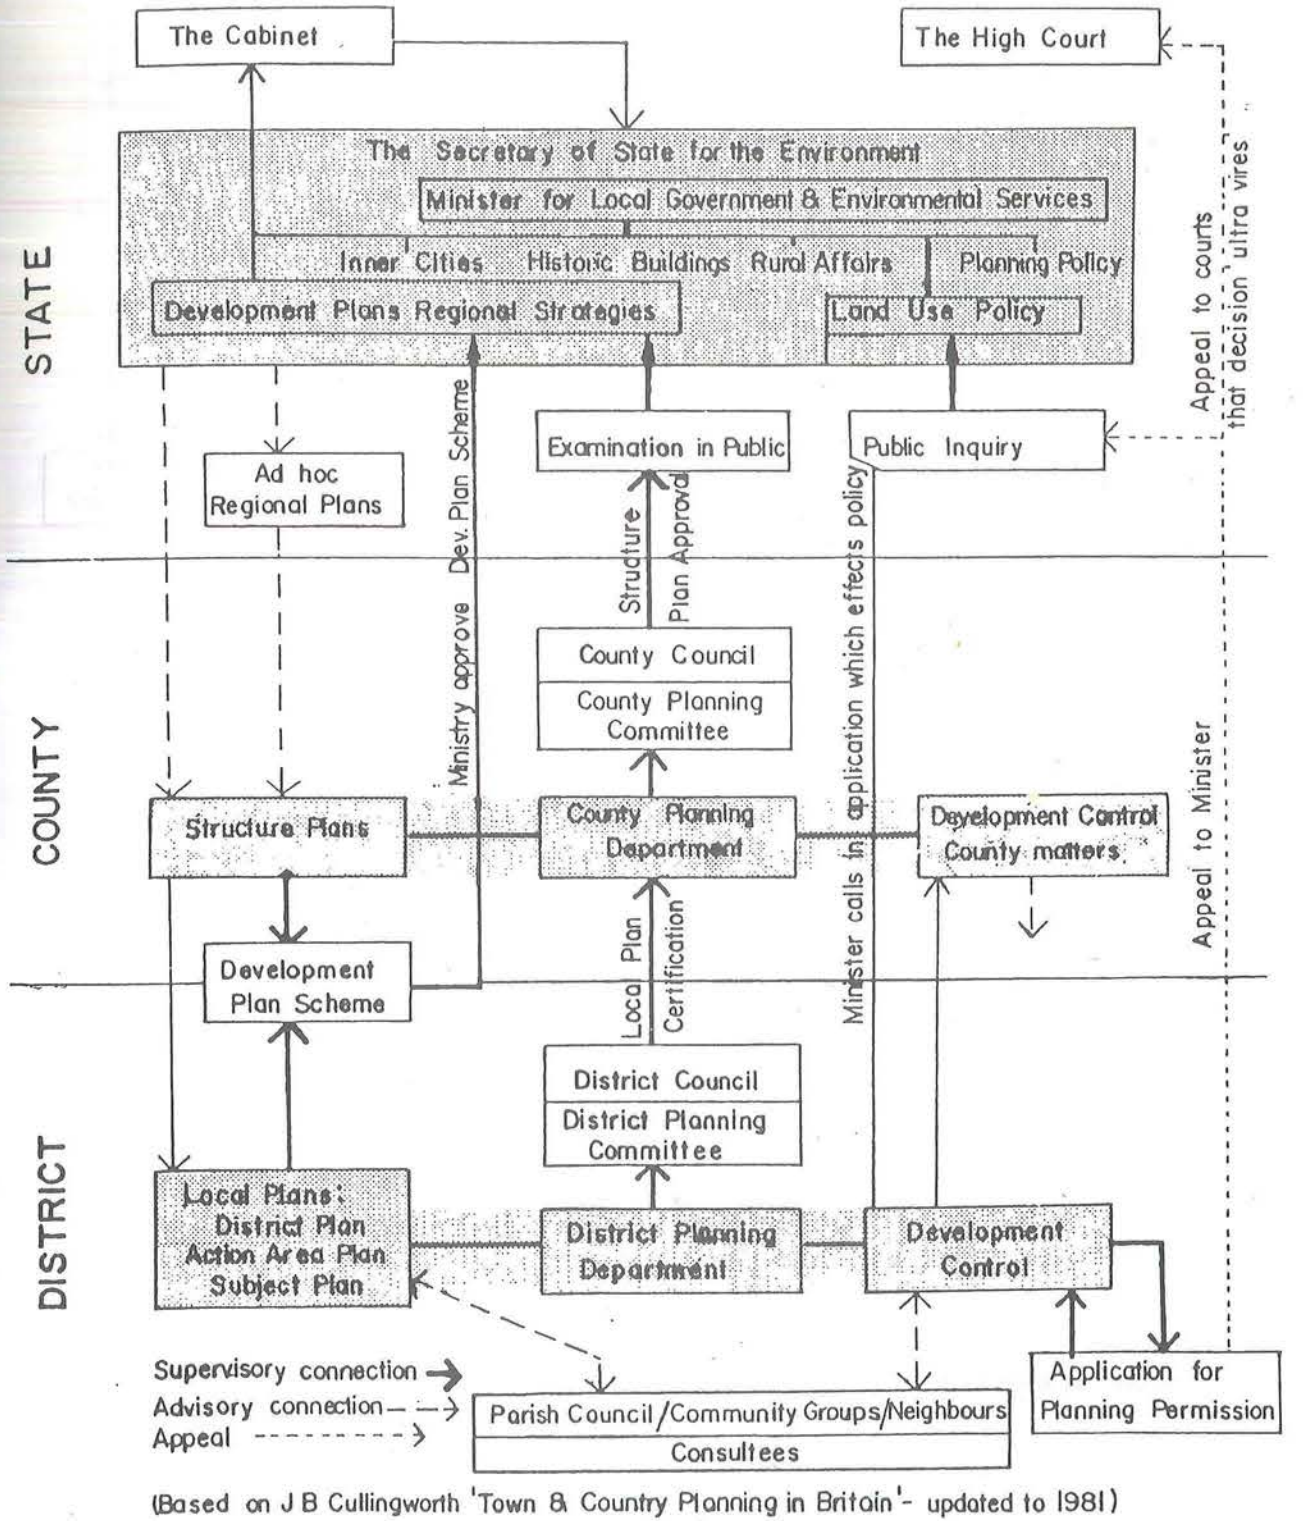 The Cabinet
The High Court
The Secretary of State for the Environment
Minister for Local Government & Environmental Services
Inner Cities
Historic Buildings
Rural Affairs
Planning Policy
Development Plans Regional Strategies
Land Use Policy
STATE
Appeal to courts
that decision ultra vires
Examination in Public
Public Inquiry
Ad hoc
Regional Plans
Ministry approve Dev. Plan Scheme
Structure
Plan Approval
Minister calls in application which effects policy
COUNTY
County Council
County Planning
Committee
Structure Plans
County Planning
Department
Development Control
County matters
Appeal to Minister
Development
Plan Scheme
Local Plan
Certification
DISTRICT
District Council
District Planning
Committee
Local Plans:
District Plan
Action Area Plan
Subject Plan
District Planning
Department
Development
Control
Supervisory connection
Advisory connection
Appeal
Parish Council/Community Groups/Neighbours
Consultees
Application for
Planning Permission
(Based on J B Cullingworth 'Town & Country Planning in Britain'- updated to 1981)